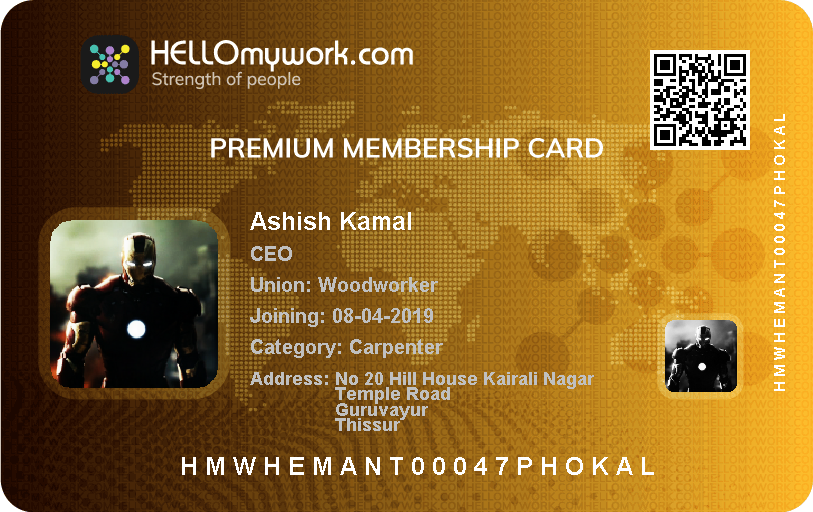 HELLOmywork.com
Strength of people
PREMIUM MEMBERSHIP CARD
Ashish Kamal
CEO
Union: Woodworker
Joining: 08-04-2019
Category: Carpenter
Address: No 20 Hill House Kairali Nagar
Temple Road
Guruvayur
Thissur
HMWHEMANT00047PHOKAL
HMWHEMANT00047PHOKAL